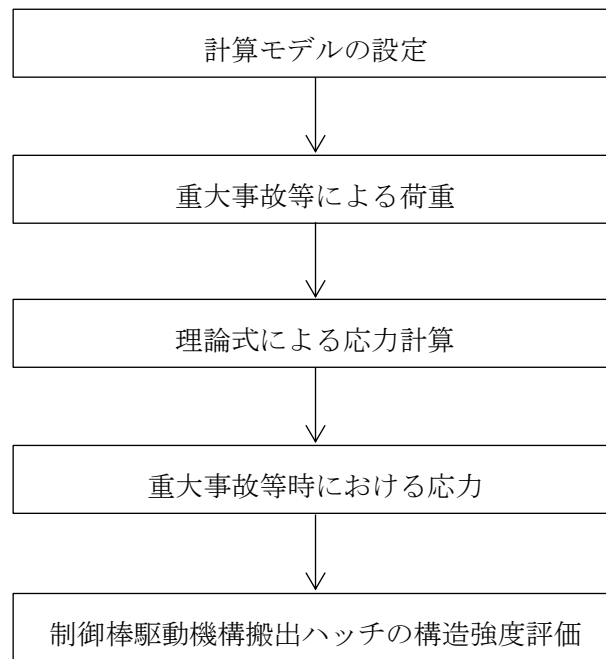 計算モデルの設定
重大事故等による荷重
理論式による応力計算
重大事故等時における応力
制御棒駆動機構搬出ハッチの構造強度評価